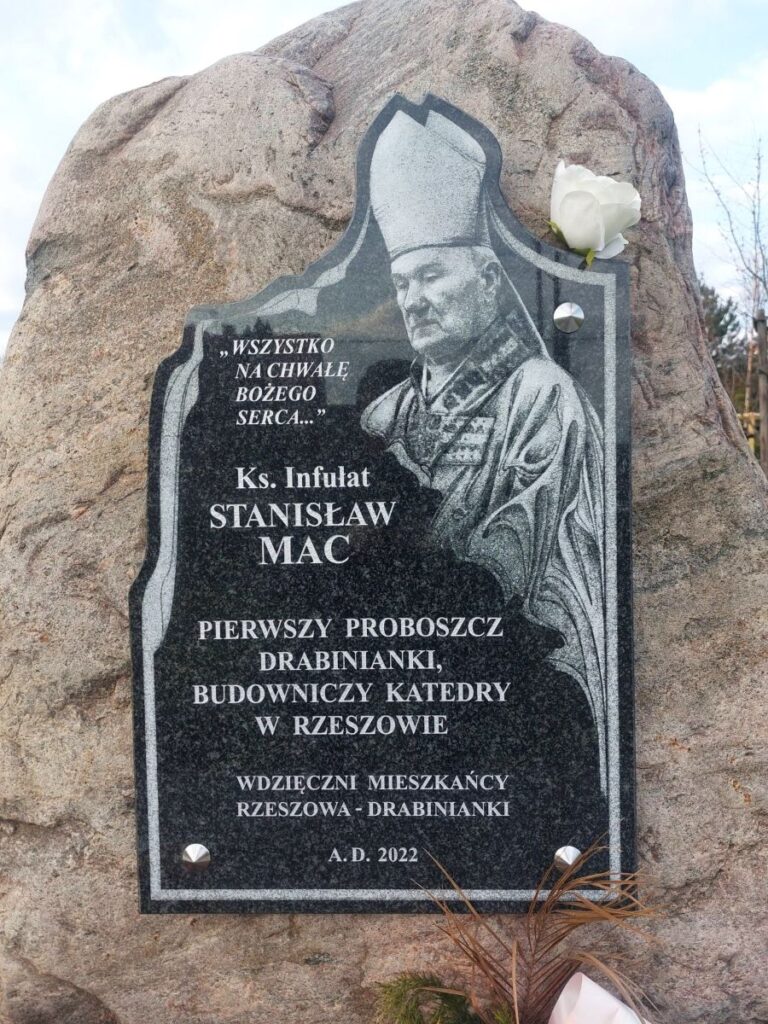 „WSZYSTKO
NA CHWAŁĘ
BOŻEGO
SERCA..."
Ks. Infułat
STANISŁAW
MAC
PIERWSZY PROBOSZCZ
DRABINIANKI,
BUDOWNICZY KATEDRY
W RZESZOWIE
WDZIĘCZNI MIESZKAŃCY
RZESZOWA - DRABINIANKI
A. D. 2022